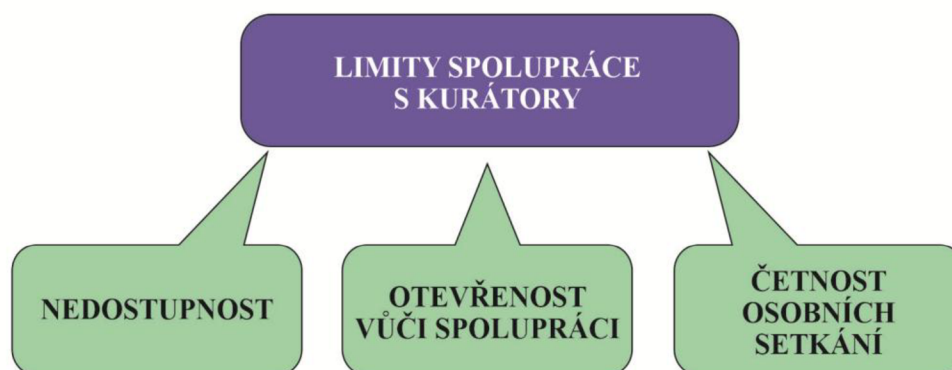 LIMITY SPOLUPRÁCE
S KURÁTORY
NEDOSTUPNOST
OTEVŘENOST
VŮČI SPOLUPRÁCI
ČETNOST
OSOBNÍCH
SETKÁNÍ